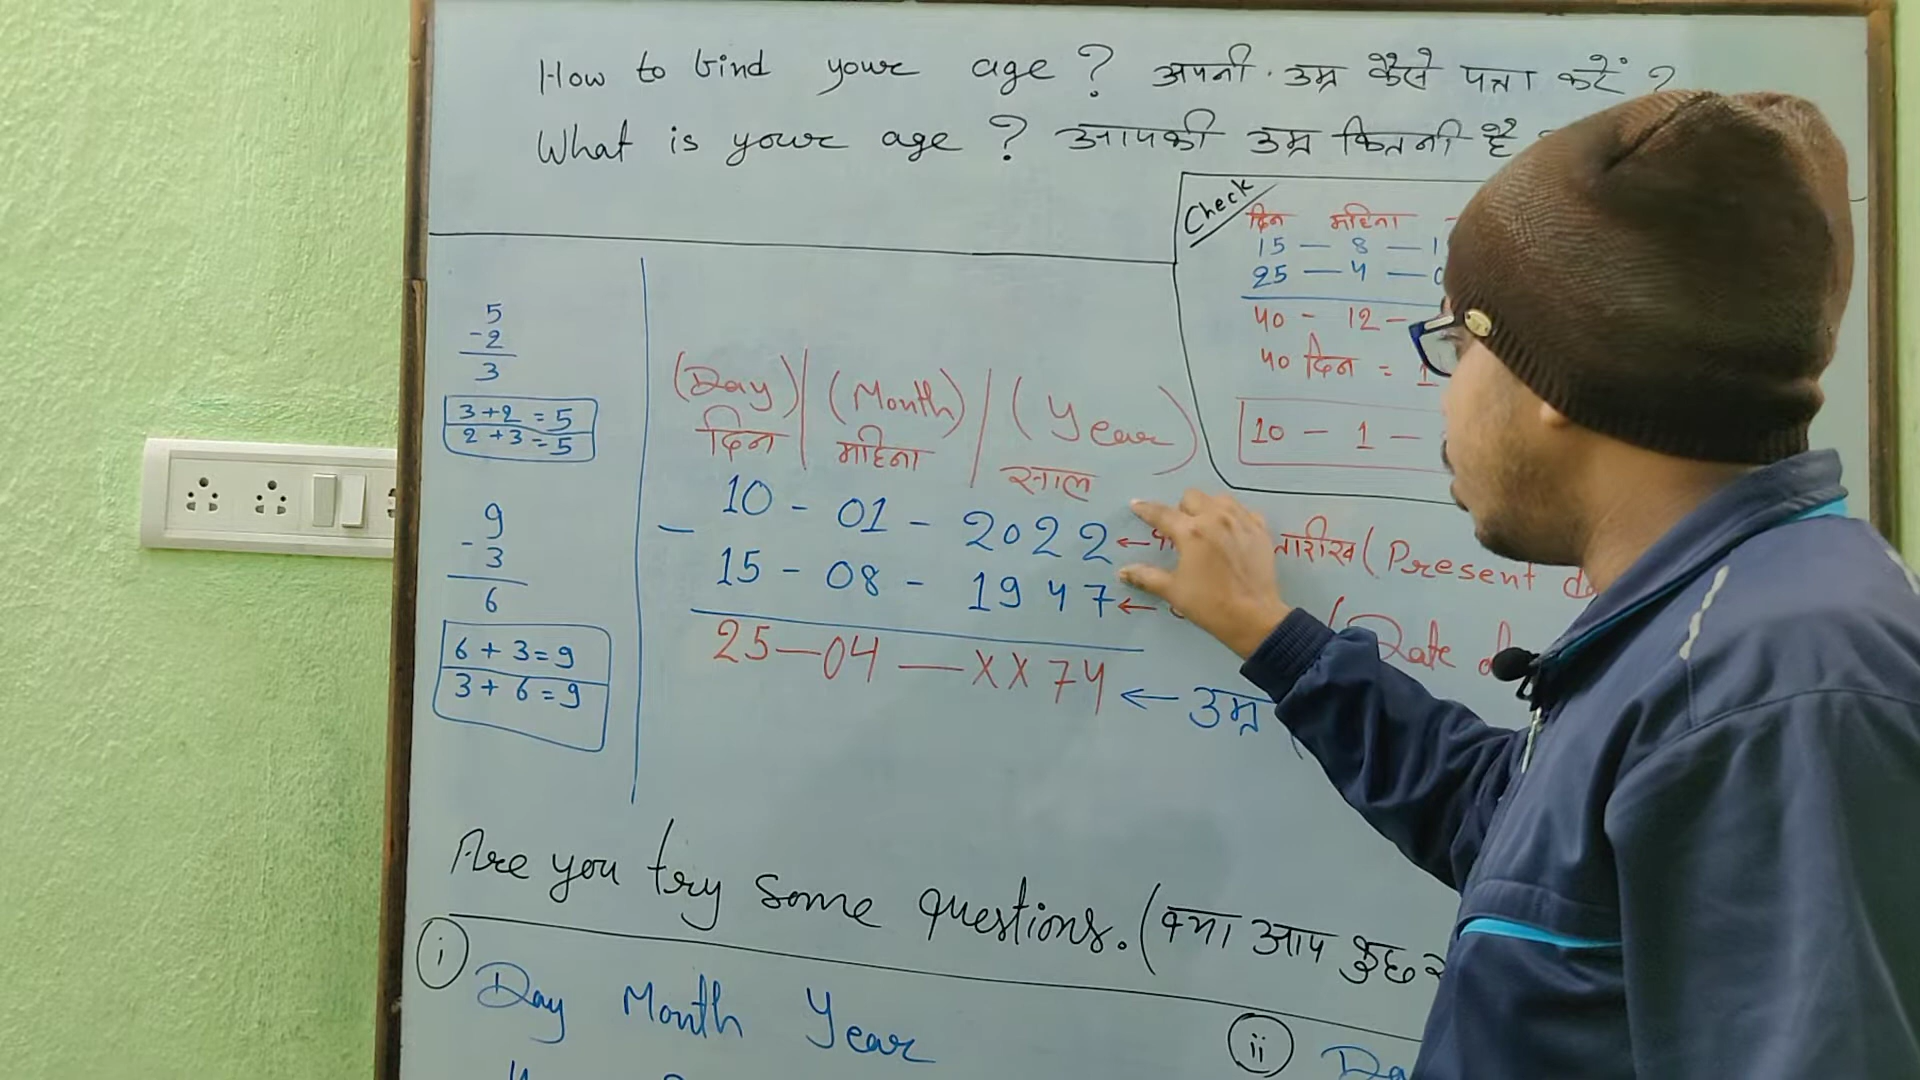 How to find your age ? अपनी उम्र कैसे पता करें ?
What is your age ? आपकी उम्र कितनी है
Check
दिन महिना
15 — 8 — 1
25 — 4 —
40 - 12 -
40 दिन = 1
10 — 1 —
5
-2
3
3+2=5
2+3=5
9
- 3
6
6 + 3=9
3 + 6 =9
(Day) (Month) (Year)
दिन महिना साल
10 - 01 - 2022 ← तारीख (Present
- 15 - 08 - 1947 ← (Date
25—04 — XX74 ← उम्र
Are you try some questions. (क्या आप कुछ
i
Day Month Year
ii